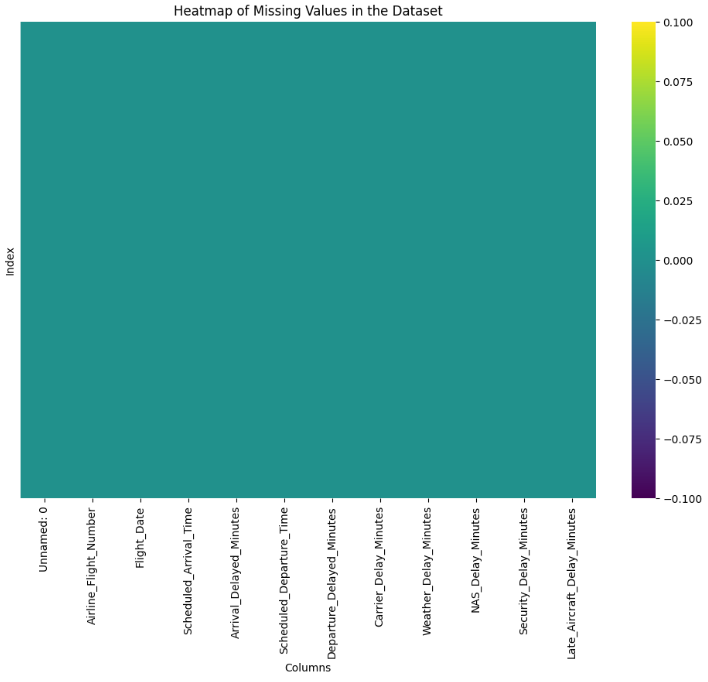 Heatmap of Missing Values in the Dataset
Index
Unnamed: 0
Airline_Flight_Number
Flight_Date
Scheduled_Arrival_Time
Arrival_Delayed_Minutes
Scheduled_Departure_Time
Departure_Delayed_Minutes
Carrier_Delay_Minutes
Weather_Delay_Minutes
NAS_Delay_Minutes
Security_Delay_Minutes
Late_Aircraft_Delay_Minutes
Columns
0.100
0.075
0.050
0.025
0.000
−0.025
−0.050
−0.075
−0.100